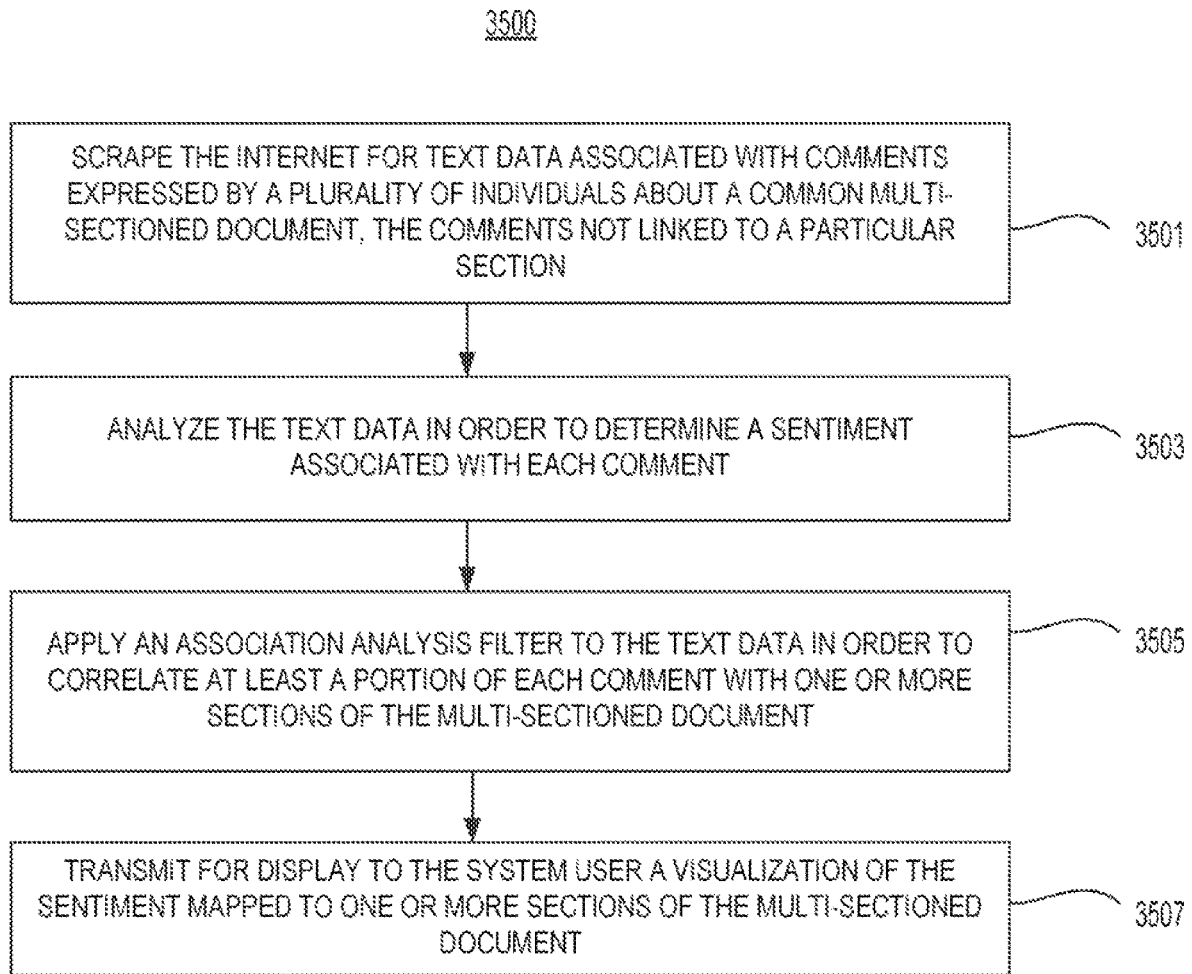 3500
SCRAPE THE INTERNET FOR TEXT DATA ASSOCIATED WITH COMMENTS
EXPRESSED BY A PLURALITY OF INDIVIDUALS ABOUT A COMMON MULTI-
SECTIONED DOCUMENT, THE COMMENTS NOT LINKED TO A PARTICULAR
SECTION
3501
ANALYZE THE TEXT DATA IN ORDER TO DETERMINE A SENTIMENT
ASSOCIATED WITH EACH COMMENT
3503
APPLY AN ASSOCIATION ANALYSIS FILTER TO THE TEXT DATA IN ORDER TO
CORRELATE AT LEAST A PORTION OF EACH COMMENT WITH ONE OR MORE
SECTIONS OF THE MULTI-SECTIONED DOCUMENT
3505
TRANSMIT FOR DISPLAY TO THE SYSTEM USER A VISUALIZATION OF THE
SENTIMENT MAPPED TO ONE OR MORE SECTIONS OF THE MULTI-SECTIONED
DOCUMENT
3507